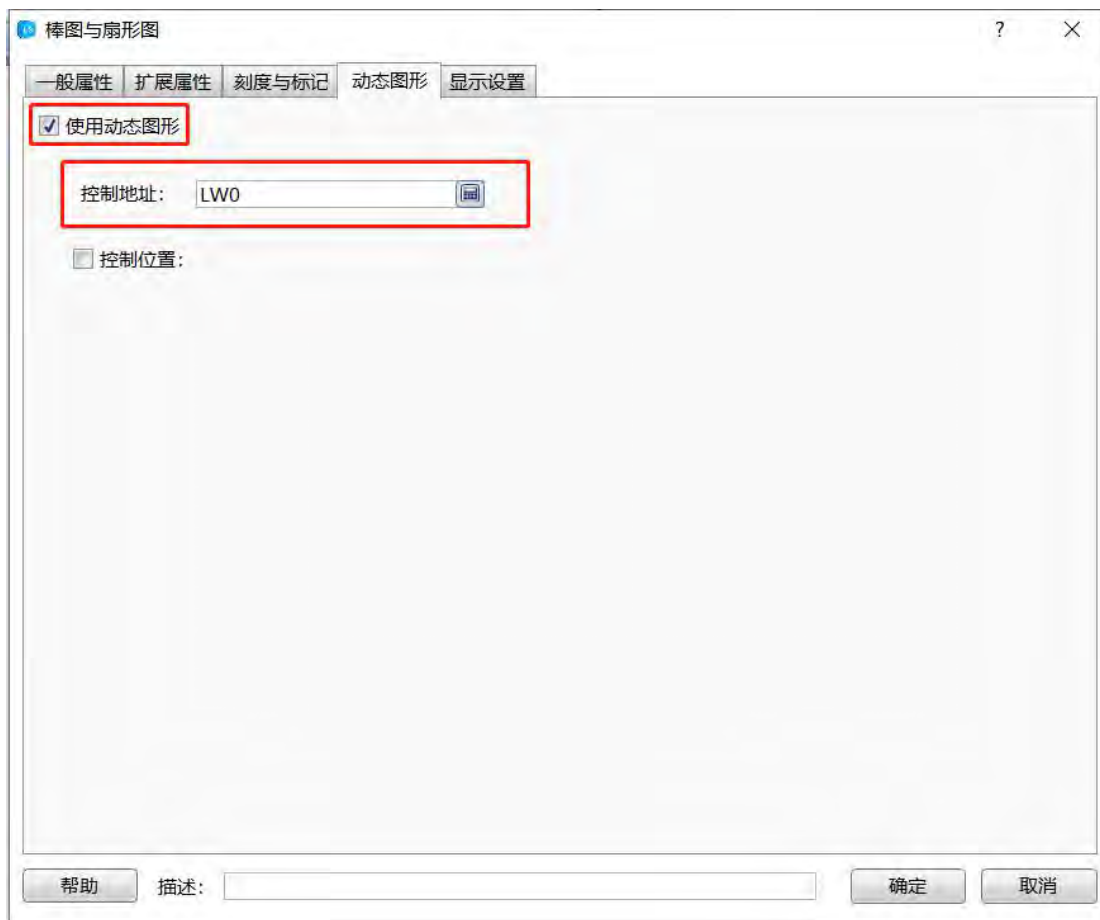 棒图与扇形图 ? ×
一般属性 扩展属性 刻度与标记 动态图形 显示设置
使用动态图形
控制地址： LW0
控制位置：
帮助 描述： 确定 取消